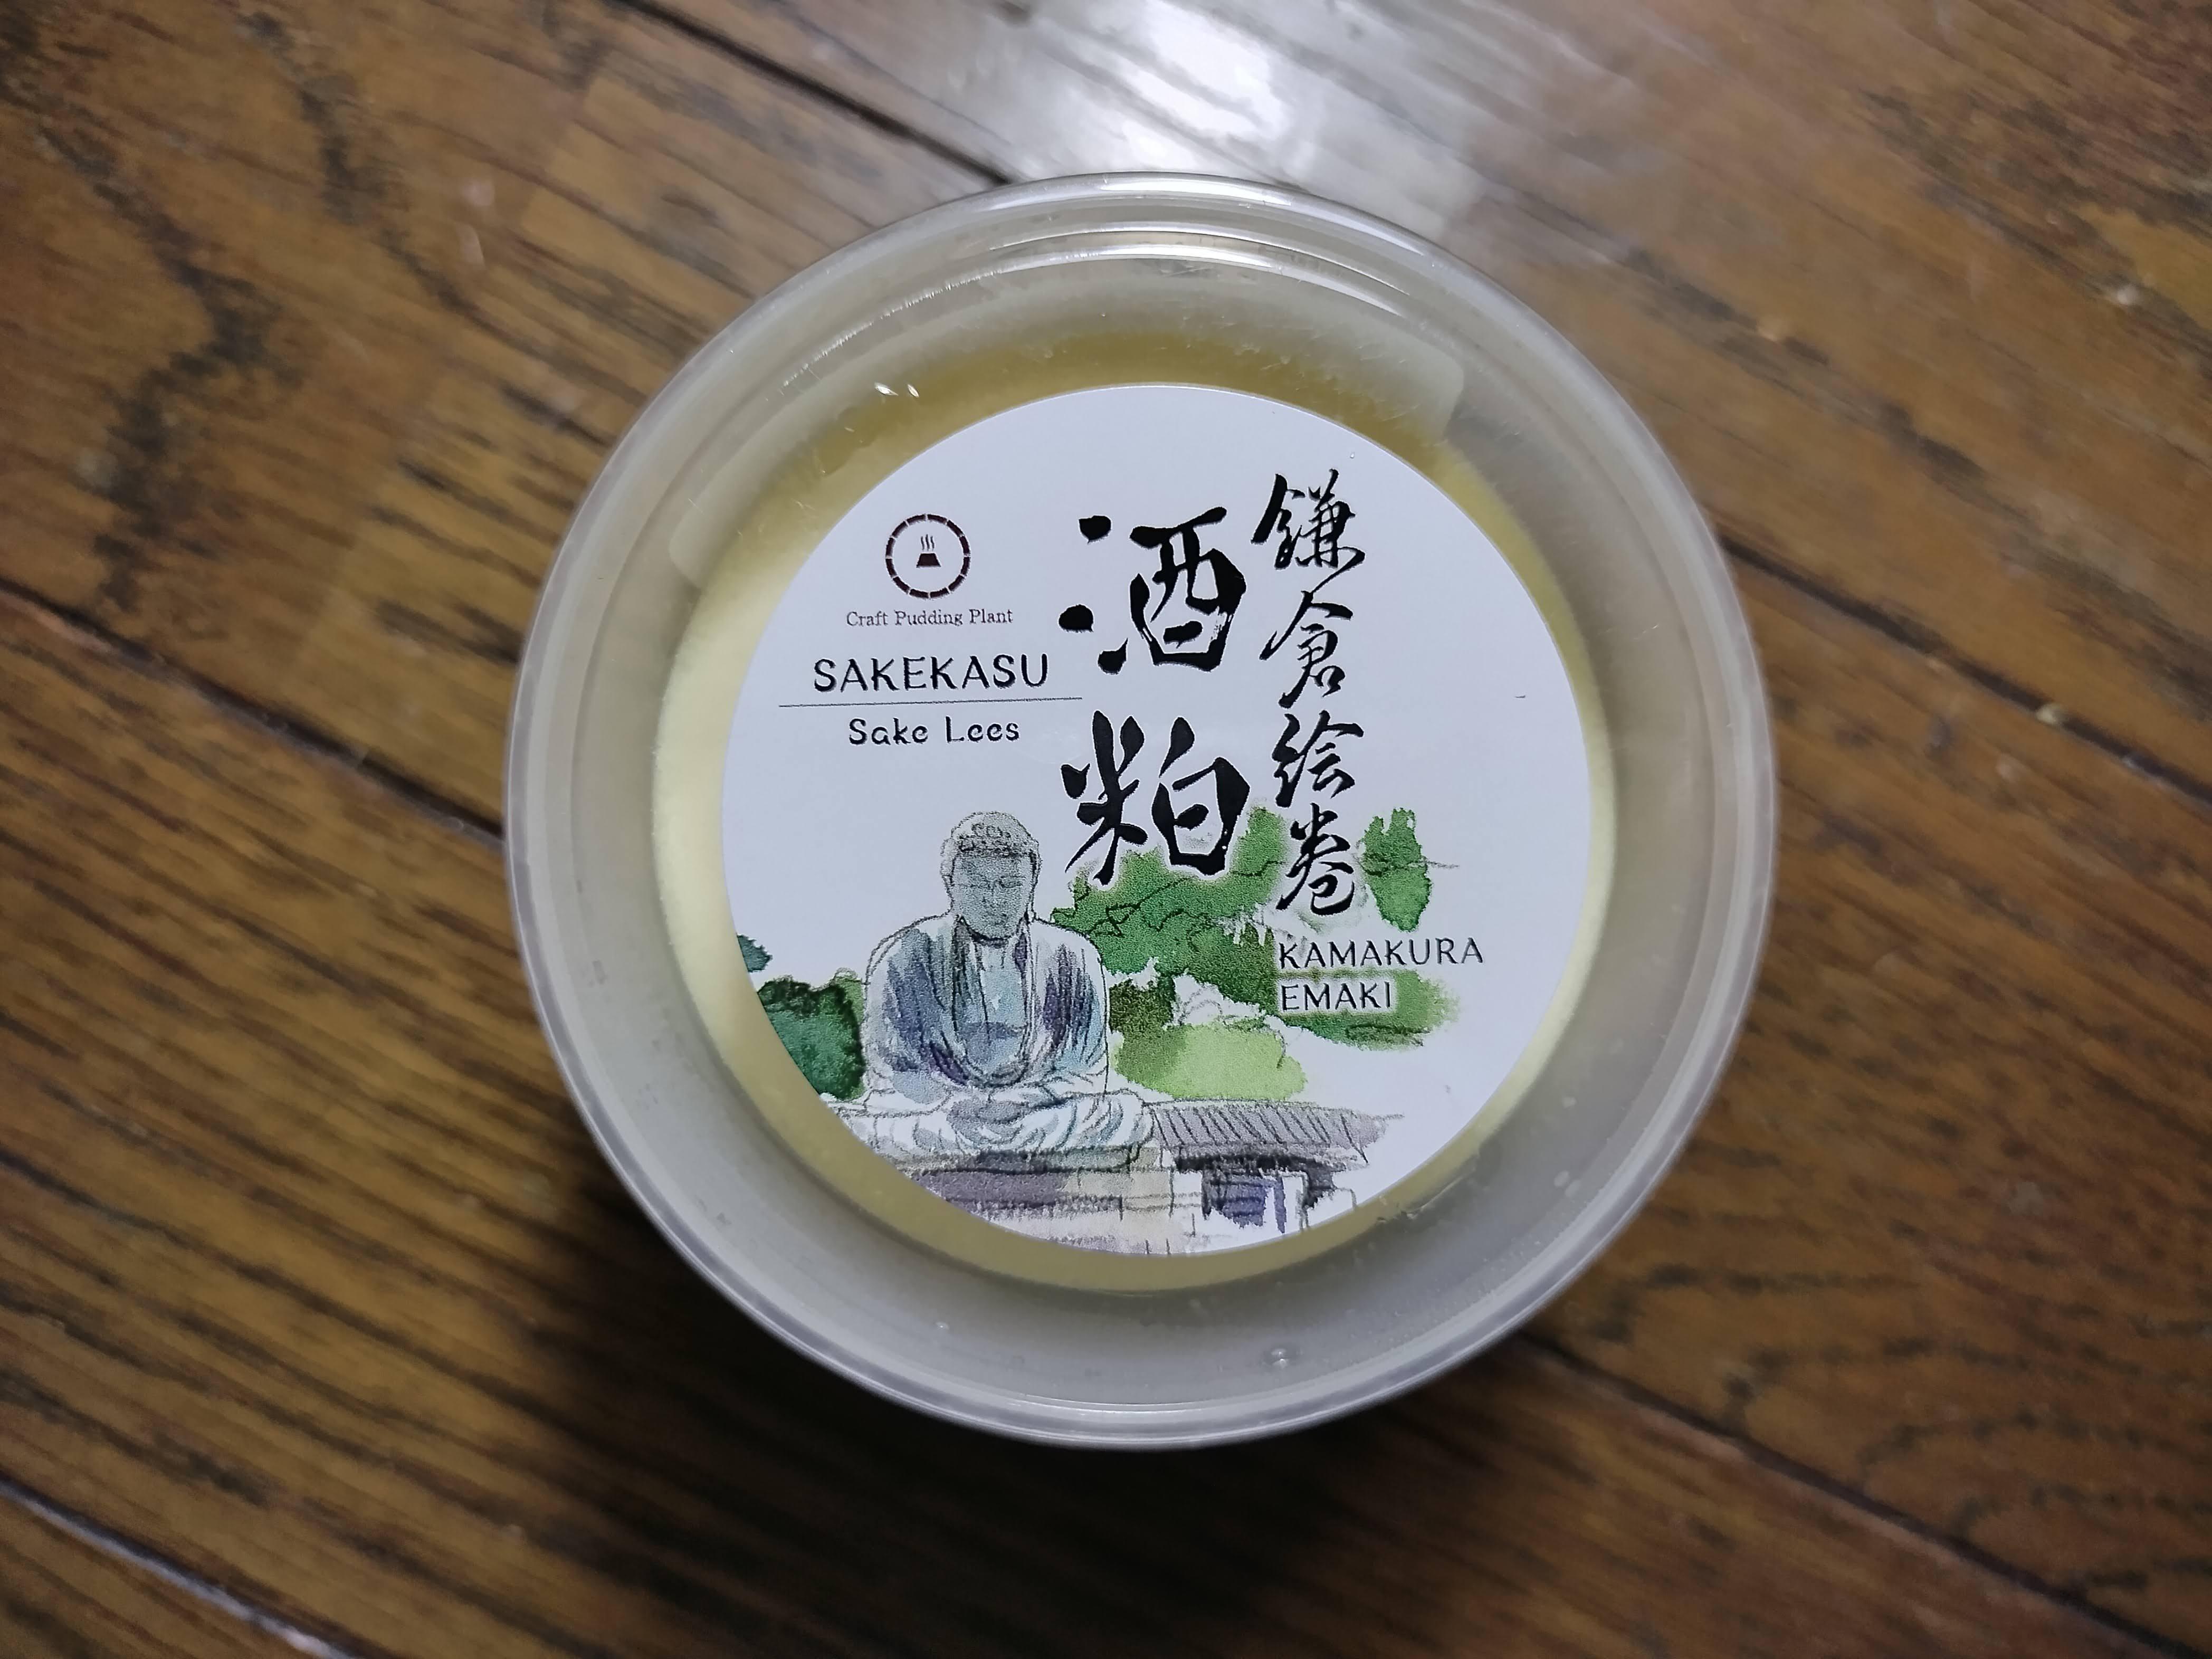 鎌倉絵巻
酒粕
Craft Pudding Plant
SAKEKASU
Sake Lees
KAMAKURA
EMAKI